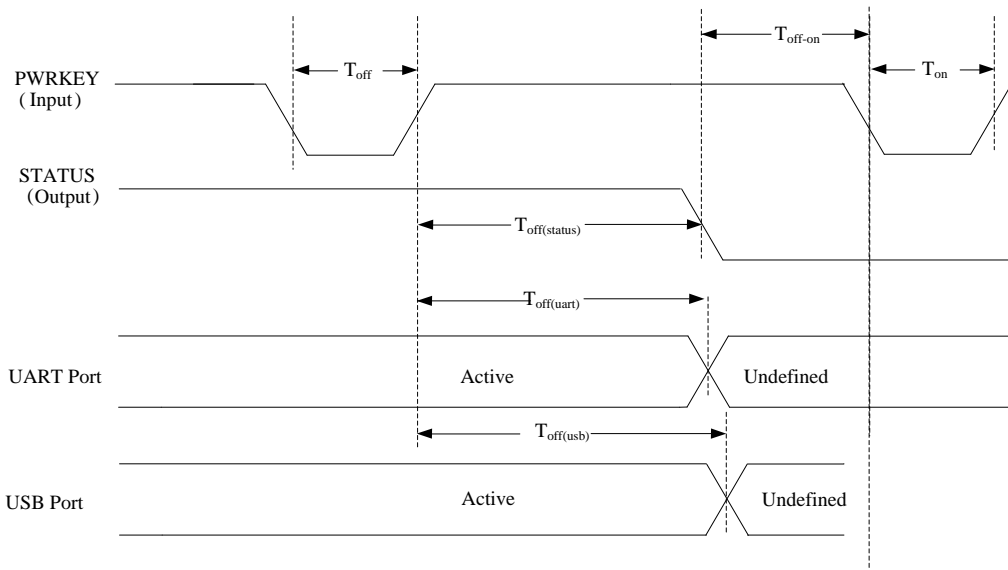 T_off-on
PWRKEY
( Input )
T_off
T_on
STATUS
(Output)
T_off(status)
T_off(uart)
UART Port
Active
Undefined
T_off(usb)
USB Port
Active
Undefined